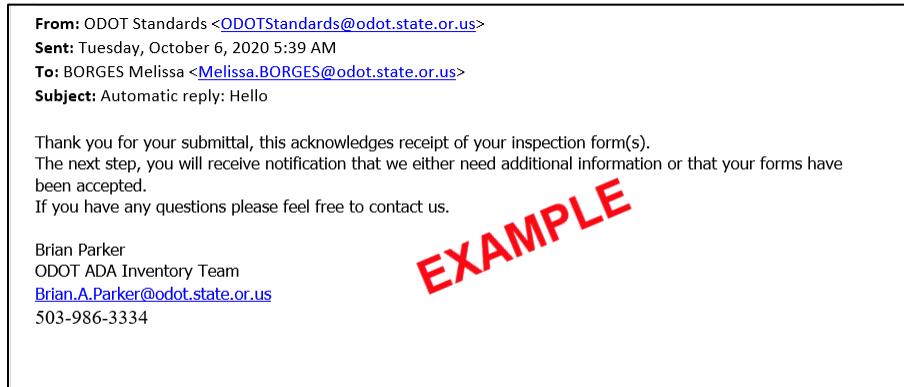 From: ODOT Standards <ODOTStandards@odot.state.or.us>
Sent: Tuesday, October 6, 2020 5:39 AM
To: BORGES Melissa <Melissa.BORGES@odot.state.or.us>
Subject: Automatic reply: Hello
Thank you for your submittal, this acknowledges receipt of your inspection form(s).
The next step, you will receive notification that we either need additional information or that your forms have
been accepted.
If you have any questions please feel free to contact us.
EXAMPLE
Brian Parker
ODOT ADA Inventory Team
Brian.A.Parker@odot.state.or.us
503-986-3334